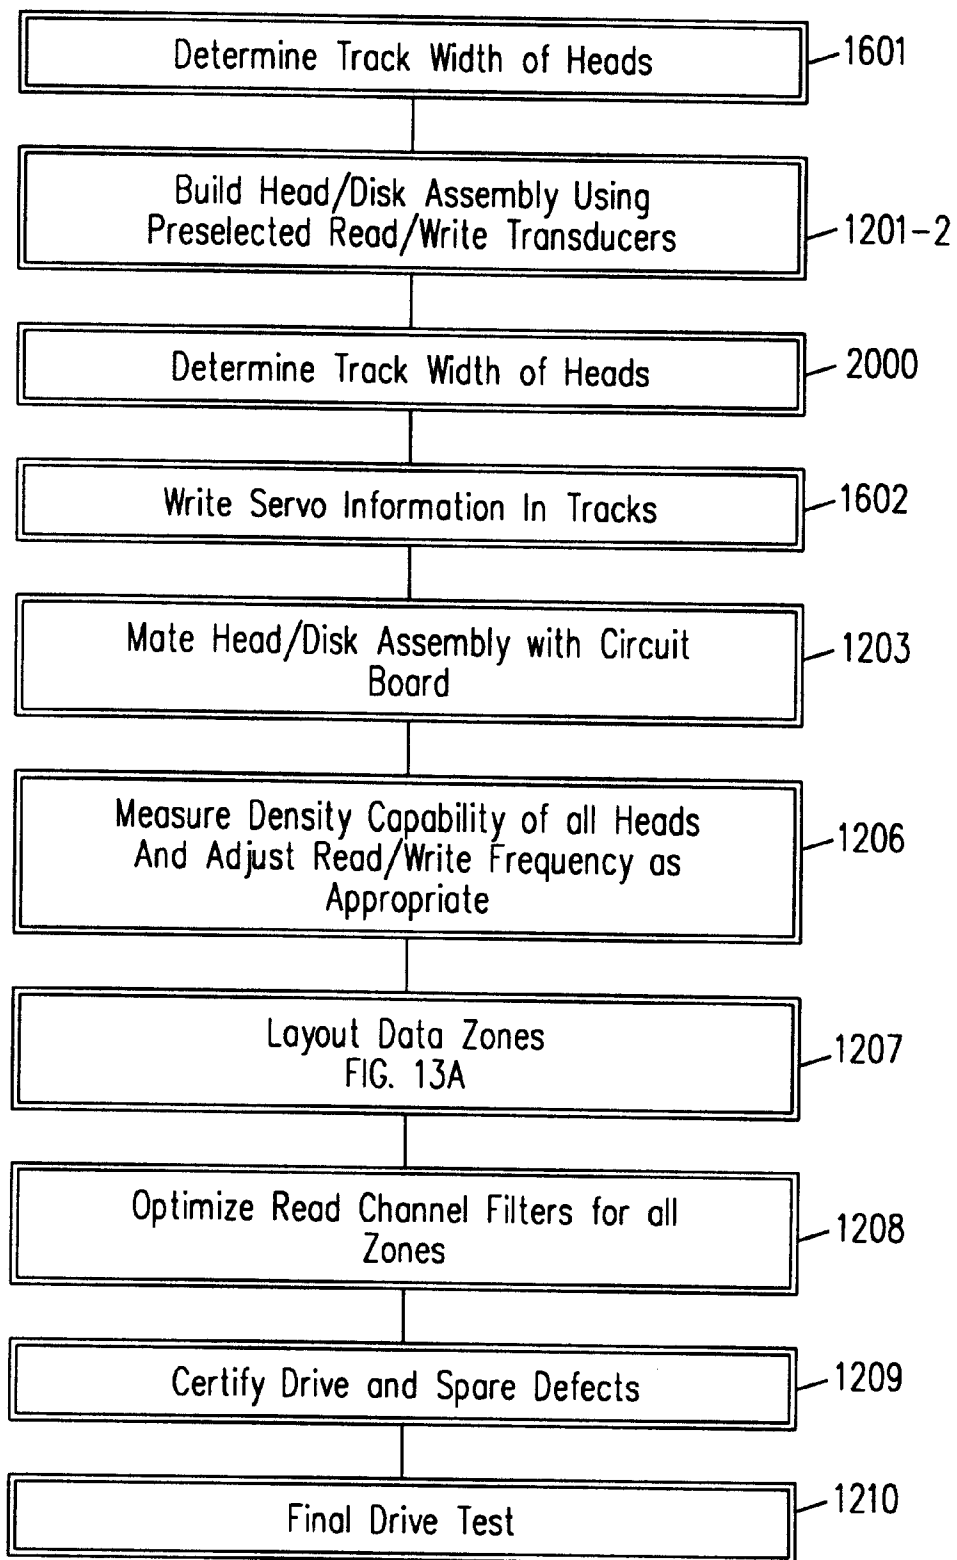 Determine Track Width of Heads
1601
Build Head/Disk Assembly Using
Preselected Read/Write Transducers
1201-2
Determine Track Width of Heads
2000
Write Servo Information In Tracks
1602
Mate Head/Disk Assembly with Circuit
Board
1203
Measure Density Capability of all Heads
And Adjust Read/Write Frequency as
Appropriate
1206
Layout Data Zones
FIG. 13A
1207
Optimize Read Channel Filters for all
Zones
1208
Certify Drive and Spare Defects
1209
Final Drive Test
1210